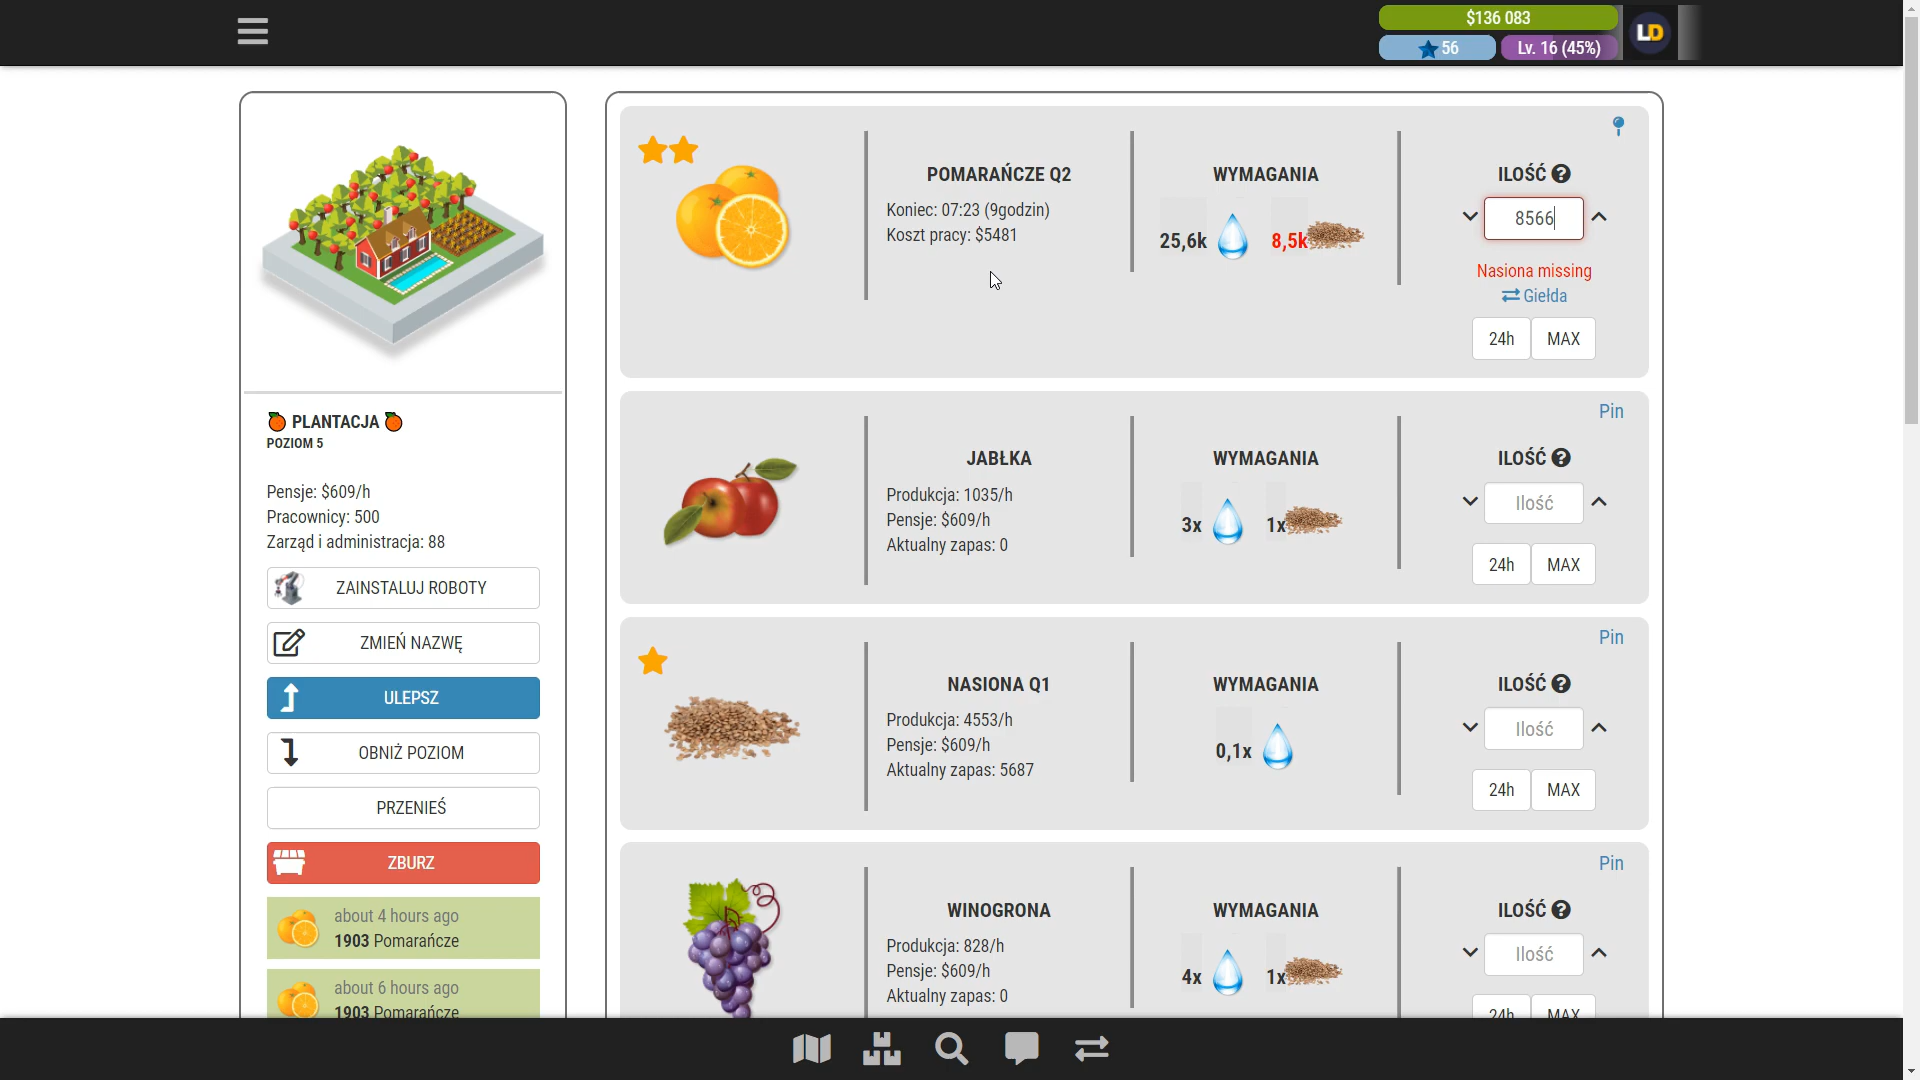 $136 083
56
Lv. 16 (45%)
LD
PLANTACJA
POZIOM 5
Pensje: $609/h
Pracownicy: 500
Zarząd i administracja: 88
ZAINSTALUJ ROBOTY
ZMIEŃ NAZWĘ
ULEPSZ
OBNIŻ POZIOM
PRZENIEŚ
ZBURZ
about 4 hours ago
1903 Pomarańcze
about 6 hours ago
1903 Pomarańcze
POMARAŃCZE Q2
Koniec: 07:23 (9godzin)
Koszt pracy: $5481
WYMAGANIA
25,6k
8,5k
ILOŚĆ ?
8566
Nasiona missing
Giełda
24h
MAX
Pin
JABŁKA
Produkcja: 1035/h
Pensje: $609/h
Aktualny zapas: 0
WYMAGANIA
3x
1x
ILOŚĆ ?
Ilość
24h
MAX
Pin
NASIONA Q1
Produkcja: 4553/h
Pensje: $609/h
Aktualny zapas: 5687
WYMAGANIA
0,1x
ILOŚĆ ?
Ilość
24h
MAX
Pin
WINOGRONA
Produkcja: 828/h
Pensje: $609/h
Aktualny zapas: 0
WYMAGANIA
4x
1x
ILOŚĆ ?
Ilość
24h
MAX